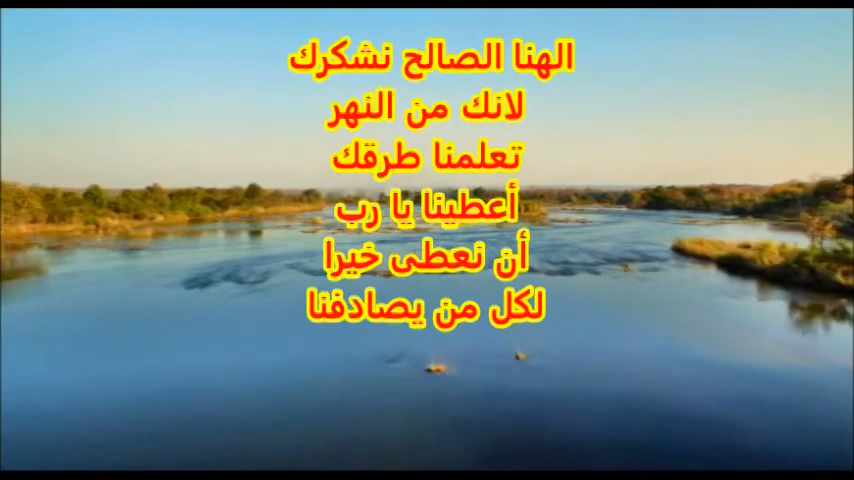 الهنا الصالح نشكرك
لانك من النهر
تعلمنا طرقك
أعطينا يا رب
أن نعطى خيرا
لكل من يصادفنا